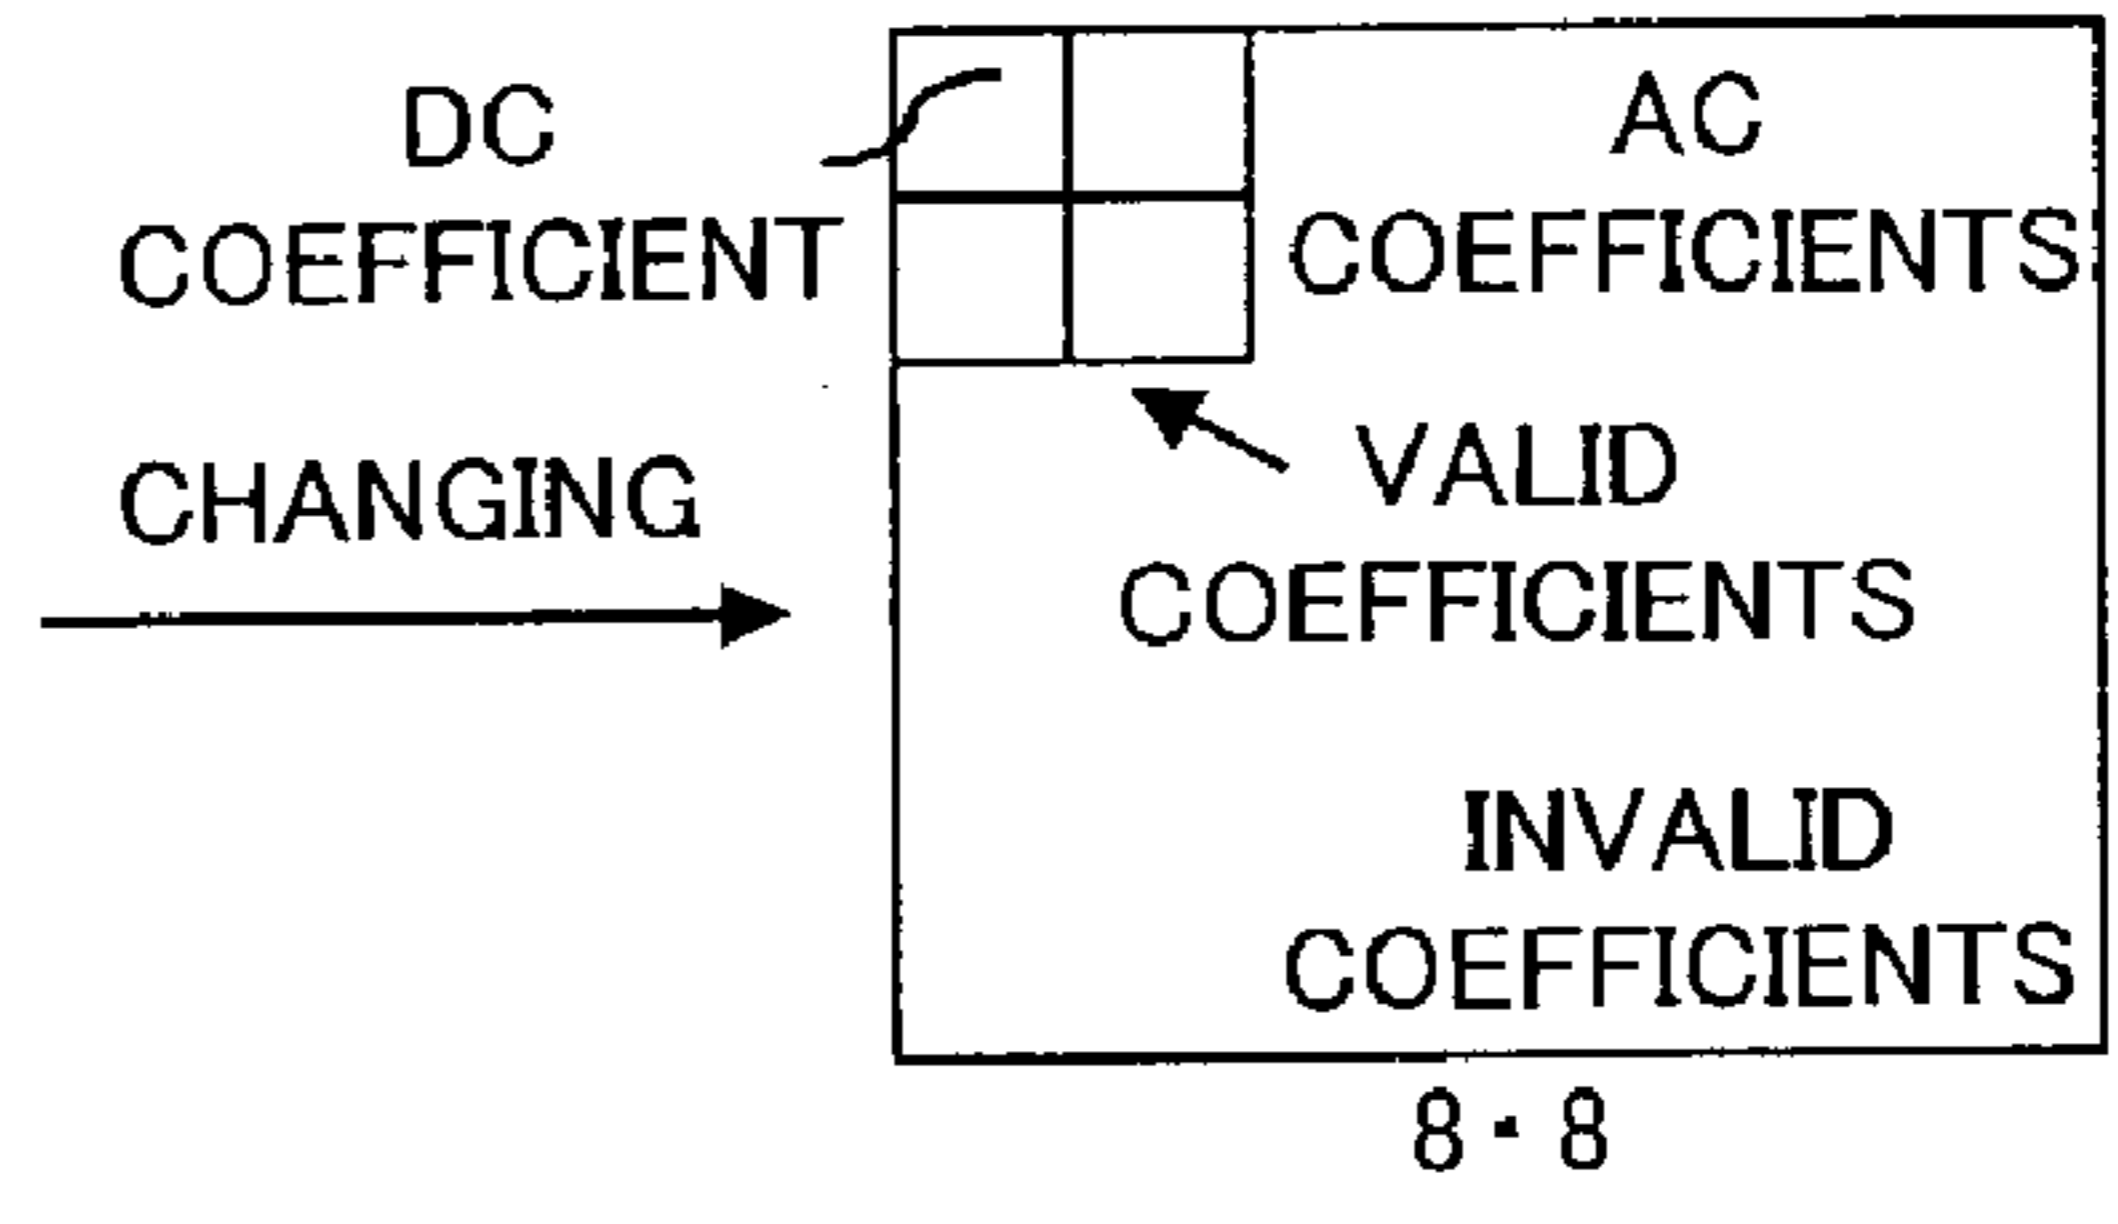 DC
COEFFICIENT
CHANGING
AC
COEFFICIENTS
VALID
COEFFICIENTS
INVALID
COEFFICIENTS
8・8